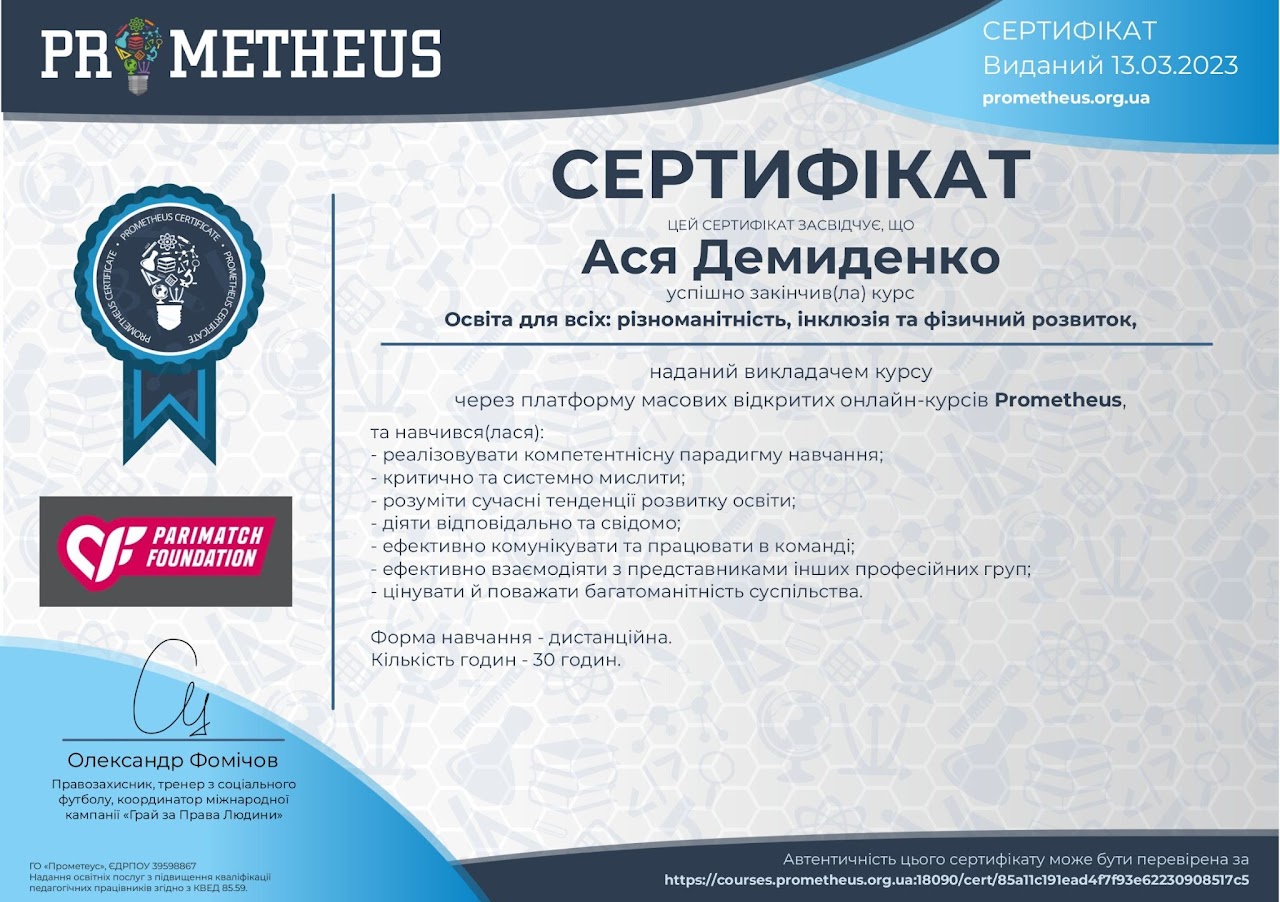 PROMETHEUS
СЕРТИФІКАТ
Виданий 13.03.2023
prometheus.org.ua
СЕРТИФІКАТ
ЦЕЙ СЕРТИФІКАТ ЗАСВІДЧУЄ, ЩО
Ася Демиденко
успішно закінчив(ла) курс
Освіта для всіх: різноманітність, інклюзія та фізичний розвиток,
наданий викладачем курсу
через платформу масових відкритих онлайн-курсів Prometheus,
та навчився(лася):
- реалізовувати компетентнісну парадигму навчання;
- критично та системно мислити;
- розуміти сучасні тенденції розвитку освіти;
- діяти відповідально та свідомо;
- ефективно комунікувати та працювати в команді;
- ефективно взаємодіяти з представниками інших професійних груп;
- цінувати й поважати багатоманітність суспільства.
Форма навчання - дистанційна.
Кількість годин - 30 годин.
PROMETHEUS CERTIFICATE • PROMETHEUS CERTIFICATE • PROMETHEUS CERTIFICATE •
PARIMATCH
FOUNDATION
Олександр Фомічов
Правозахисник, тренер з соціального
футболу, координатор міжнародної
кампанії «Грай за Права Людини»
ГО «Прометеус», ЄДРПОУ 39598867
Надання освітніх послуг з підвищення кваліфікації
педагогічних працівників згідно з КВЕД 85.59.
Автентичність цього сертифікату може бути перевірена за
https://courses.prometheus.org.ua:18090/cert/85a11c191ead4f7f93e62230908517c5